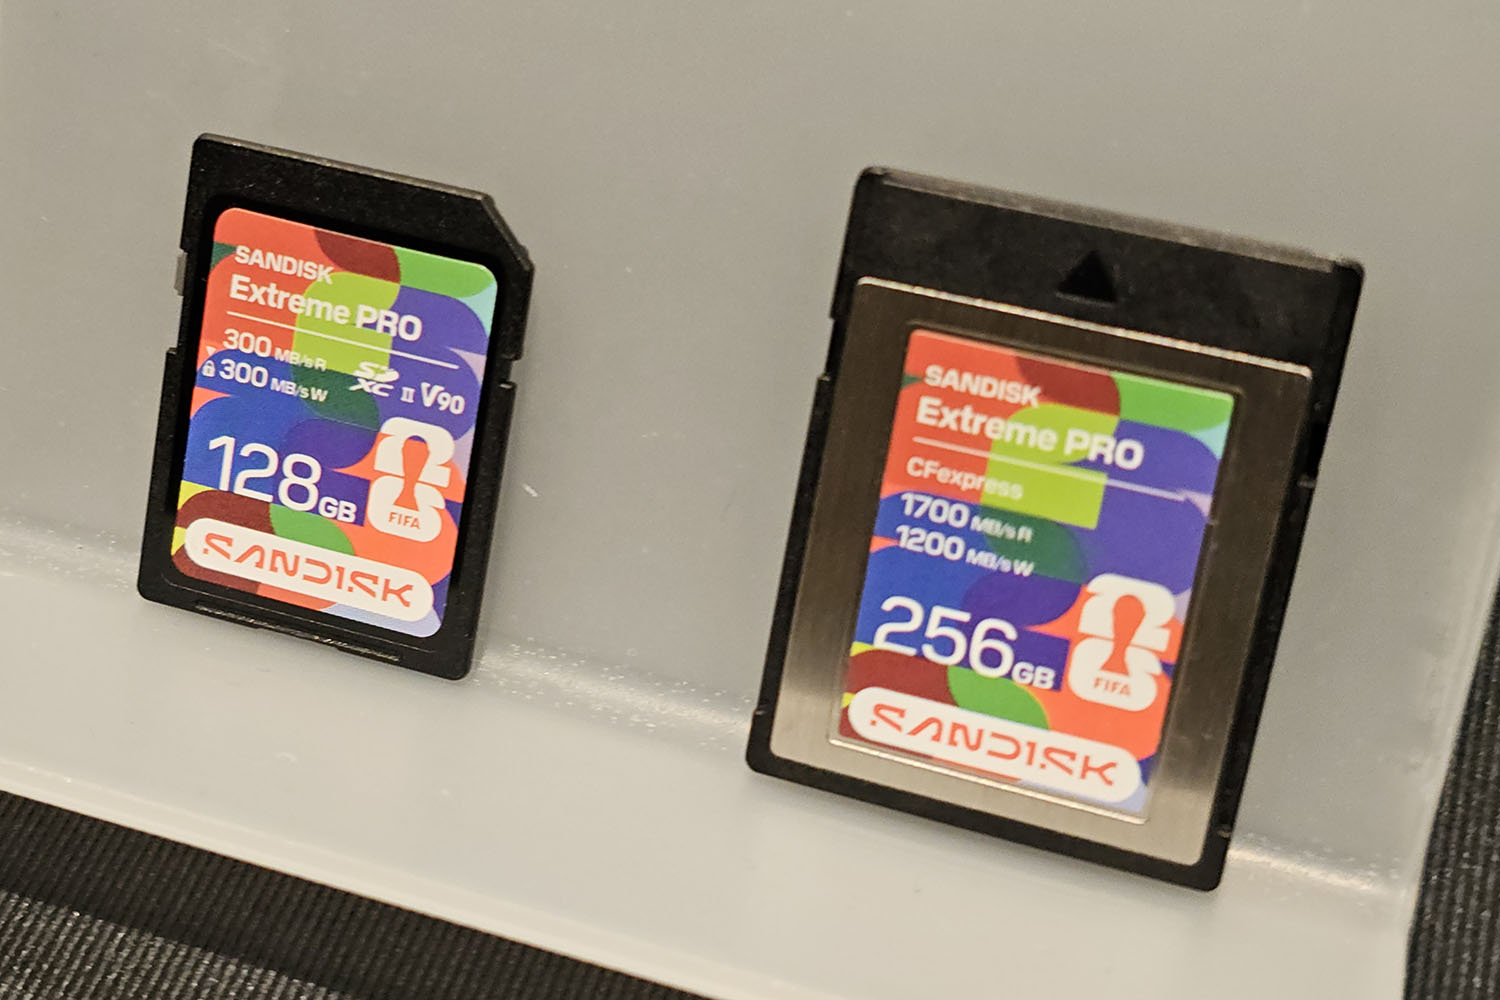 SANDISK
Extreme PRO
300 MB/s R
300 MB/s W
SD XC II V90
128GB
FIFA
SANDISK
SANDISK
Extreme PRO
CFexpress
1700 MB/s R
1200 MB/s W
256GB
FIFA
SANDISK